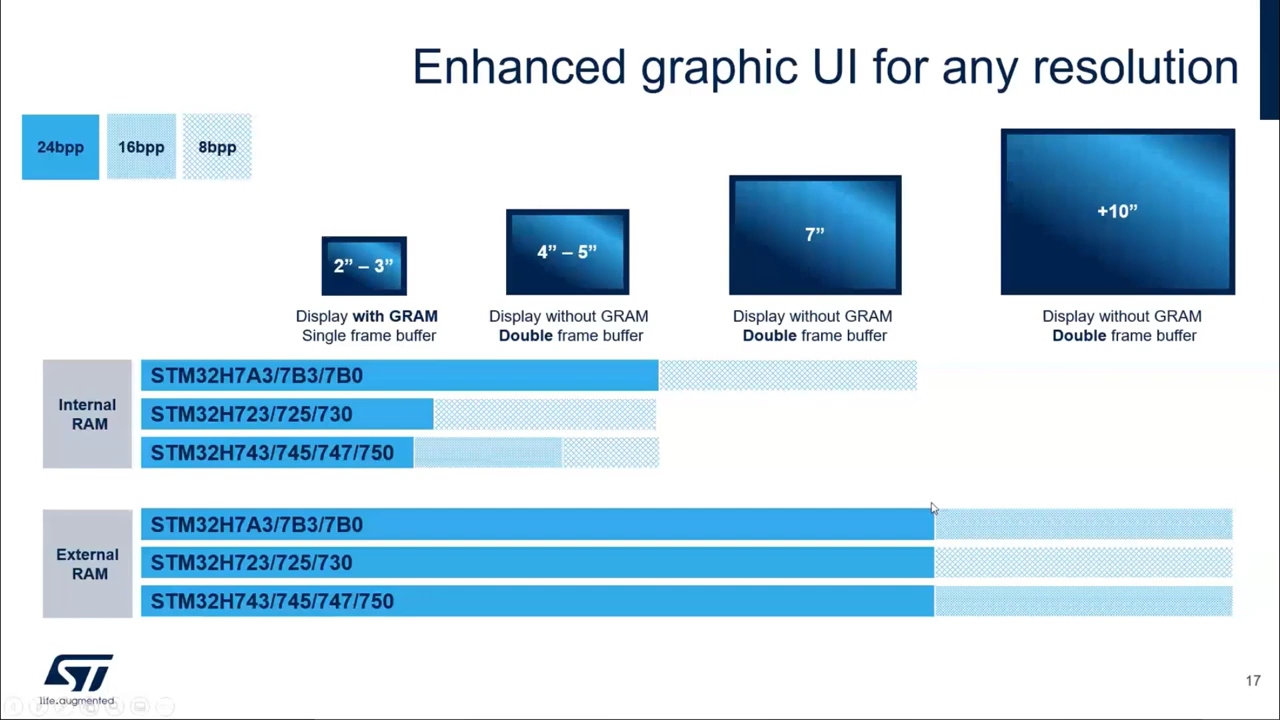 Enhanced graphic UI for any resolution
24bpp
16bpp
8bpp
2” – 3”
4” – 5”
7”
+10”
Display with GRAM
Single frame buffer
Display without GRAM
Double frame buffer
Display without GRAM
Double frame buffer
Display without GRAM
Double frame buffer
Internal
RAM
STM32H7A3/7B3/7B0
STM32H723/725/730
STM32H743/745/747/750
External
RAM
STM32H7A3/7B3/7B0
STM32H723/725/730
STM32H743/745/747/750
ST
life.augmented
17